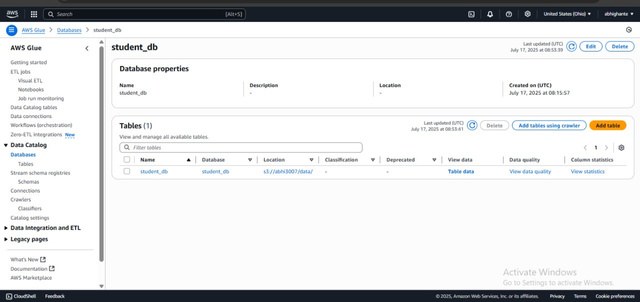 aws Search [Alt+S] United States (Ohio) abhighante
AWS Glue > Databases > student_db
AWS Glue
Getting started
ETL jobs
Visual ETL
Notebooks
Job run monitoring
Data Catalog tables
Data connections
Workflows (orchestration)
Zero-ETL integrations New
Data Catalog
Databases
Tables
Stream schema registries
Schemas
Connections
Crawlers
Classifiers
Catalog settings
Data Integration and ETL
Legacy pages
What's New
Documentation
AWS Marketplace
student_db
Last updated (UTC)
July 17, 2025 at 08:53:39
Edit Delete
Database properties
Name Description Location Created on (UTC)
student_db - - July 17, 2025 at 08:15:57
Tables (1)
Last updated (UTC)
July 17, 2025 at 08:53:41
Delete Add tables using crawler Add table
View and manage all available tables.
Filter tables
1
Name Database Location Classification Deprecated View data Data quality Column statistics
student_db student_db s3://abhi3007/data/ - - Table data View data quality View statistics
Activate Windows
Go to Settings to activate Windows.
CloudShell Feedback © 2025, Amazon Web Services, Inc. or its affiliates. Privacy Terms Cookie preferences